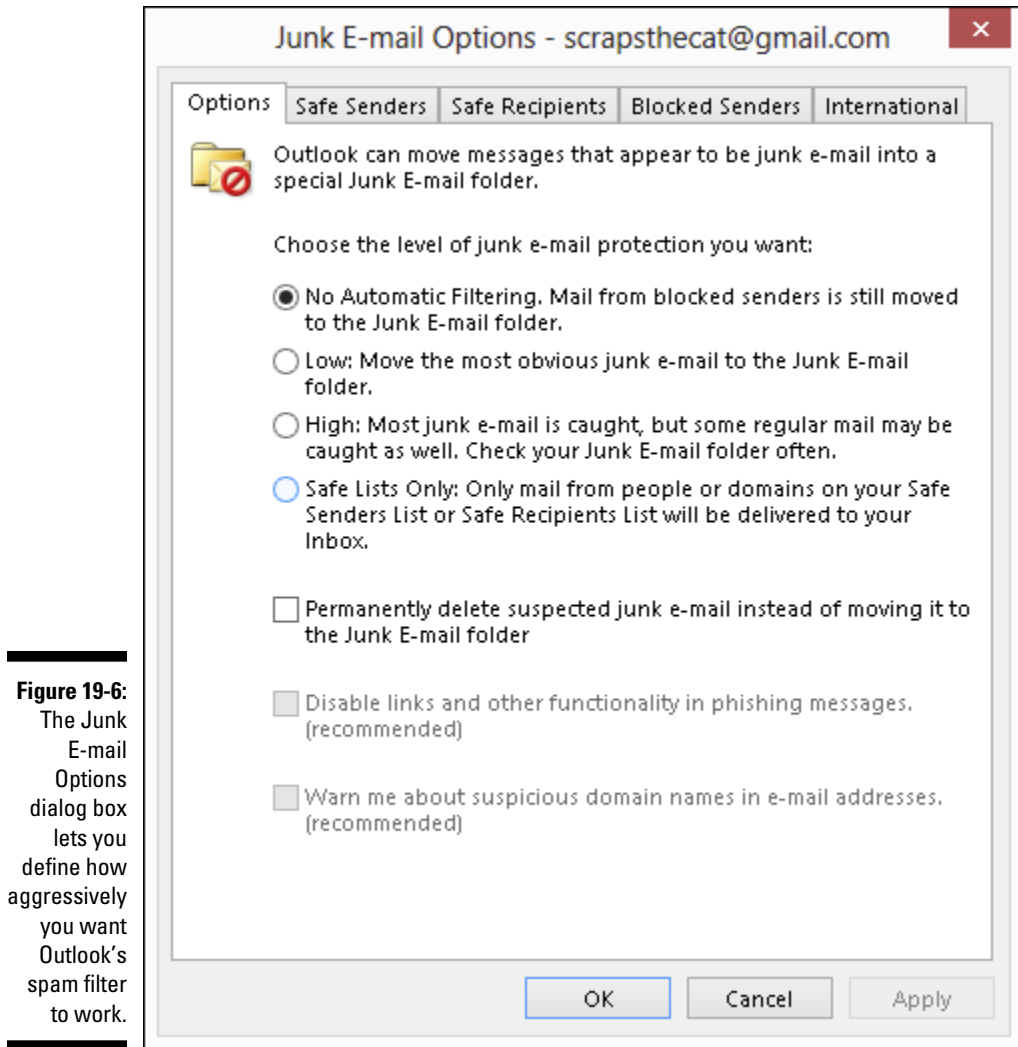 Junk E-mail Options - scrapsthecat@gmail.com
Options Safe Senders Safe Recipients Blocked Senders International
Outlook can move messages that appear to be junk e-mail into a
special Junk E-mail folder.
Choose the level of junk e-mail protection you want:
No Automatic Filtering. Mail from blocked senders is still moved
to the Junk E-mail folder.
Low: Move the most obvious junk e-mail to the Junk E-mail
folder.
High: Most junk e-mail is caught, but some regular mail may be
caught as well. Check your Junk E-mail folder often.
Safe Lists Only: Only mail from people or domains on your Safe
Senders List or Safe Recipients List will be delivered to your
Inbox.
Permanently delete suspected junk e-mail instead of moving it to
the Junk E-mail folder
Disable links and other functionality in phishing messages.
(recommended)
Warn me about suspicious domain names in e-mail addresses.
(recommended)
OK Cancel Apply
Figure 19-6:
The Junk
E-mail
Options
dialog box
lets you
define how
aggressively
you want
Outlook's
spam filter
to work.